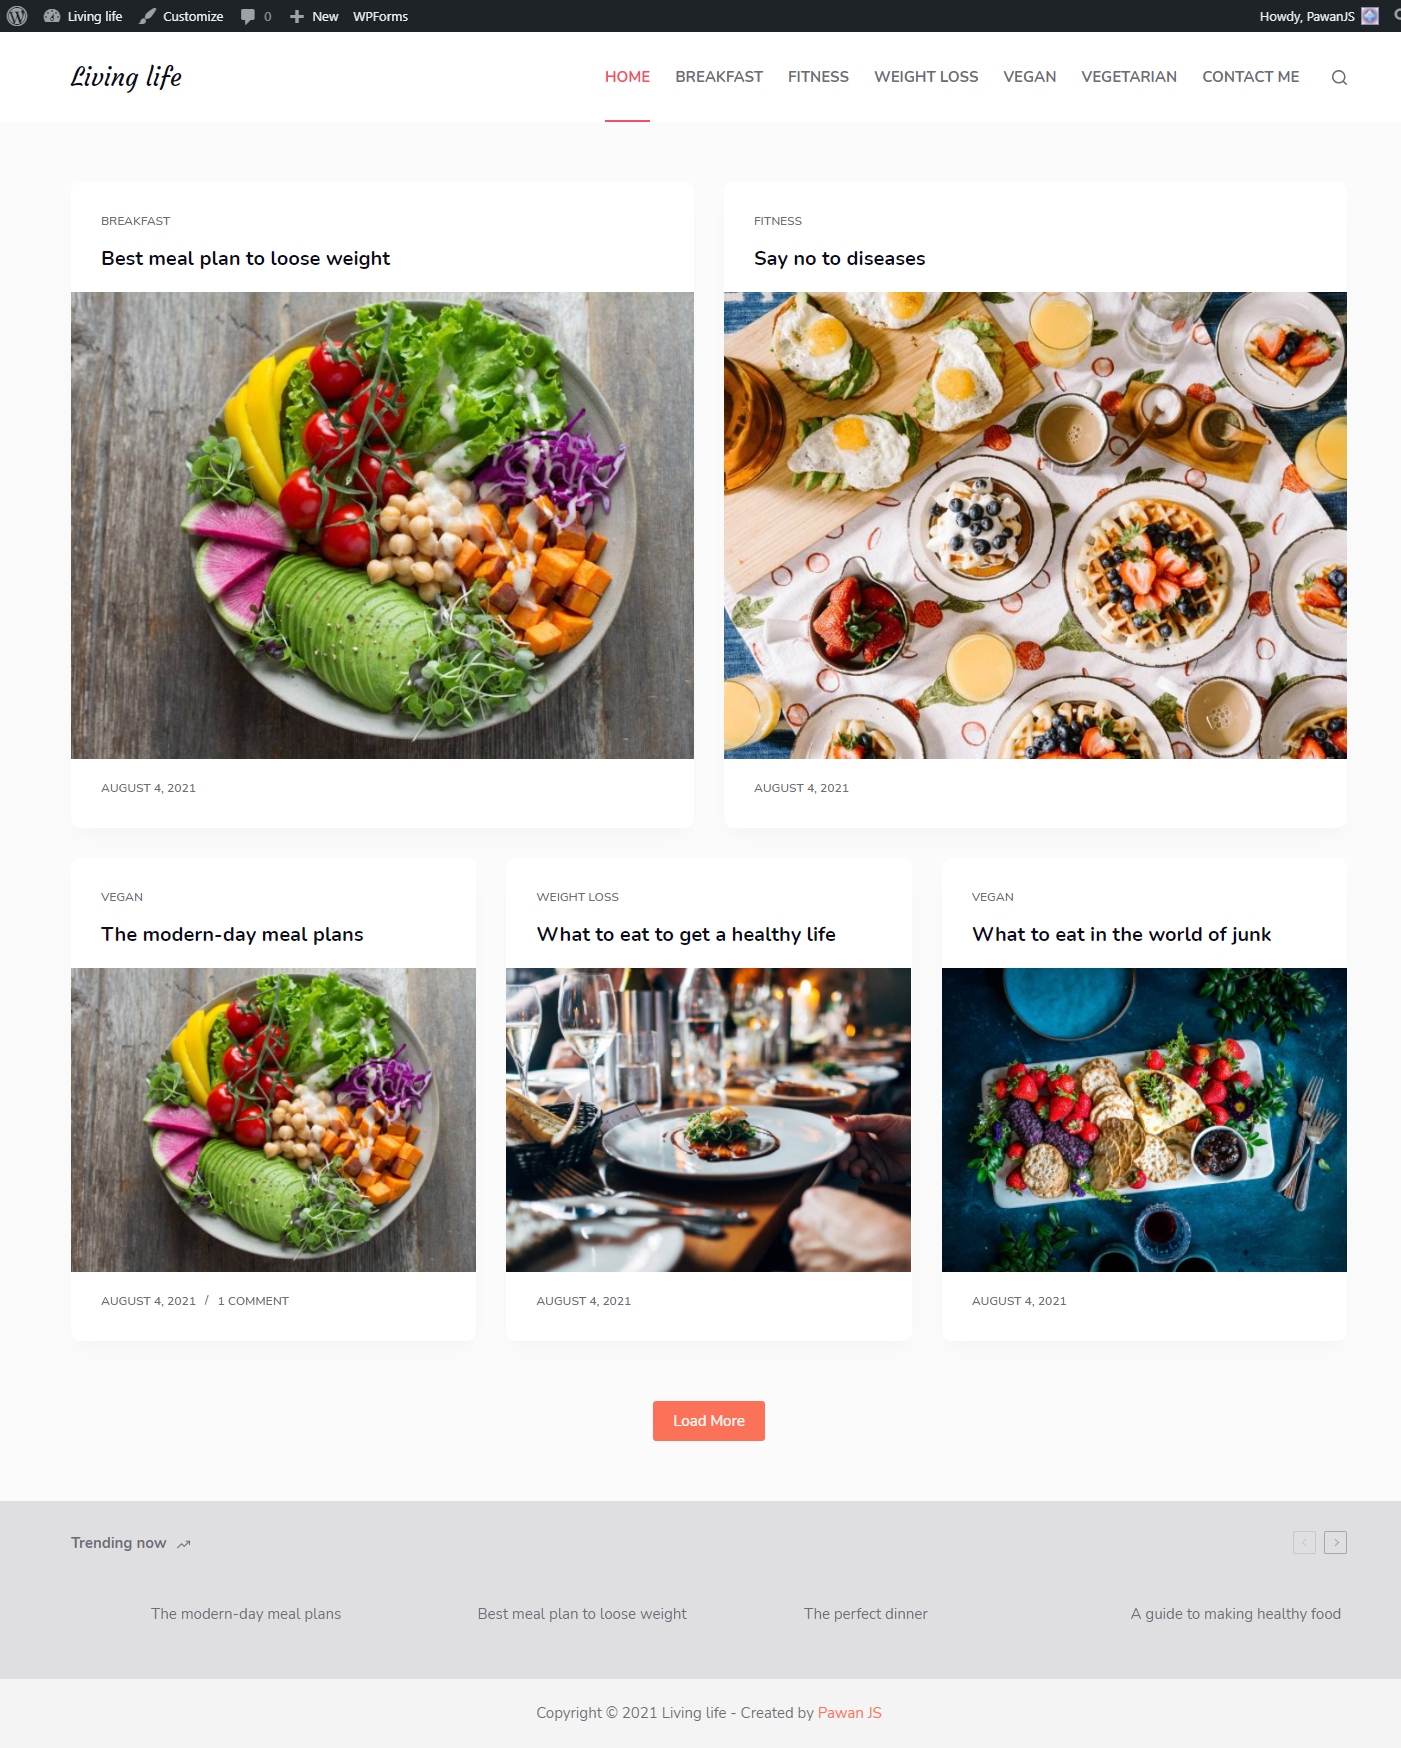 Living life Customize 0 New WPForms Howdy, PawanJS
Living life HOME BREAKFAST FITNESS WEIGHT LOSS VEGAN VEGETARIAN CONTACT ME
BREAKFAST
Best meal plan to loose weight
AUGUST 4, 2021
FITNESS
Say no to diseases
AUGUST 4, 2021
VEGAN
The modern-day meal plans
AUGUST 4, 2021 / 1 COMMENT
WEIGHT LOSS
What to eat to get a healthy life
AUGUST 4, 2021
VEGAN
What to eat in the world of junk
AUGUST 4, 2021
Load More
Trending now
The modern-day meal plans
Best meal plan to loose weight
The perfect dinner
A guide to making healthy food
Copyright © 2021 Living life - Created by Pawan JS